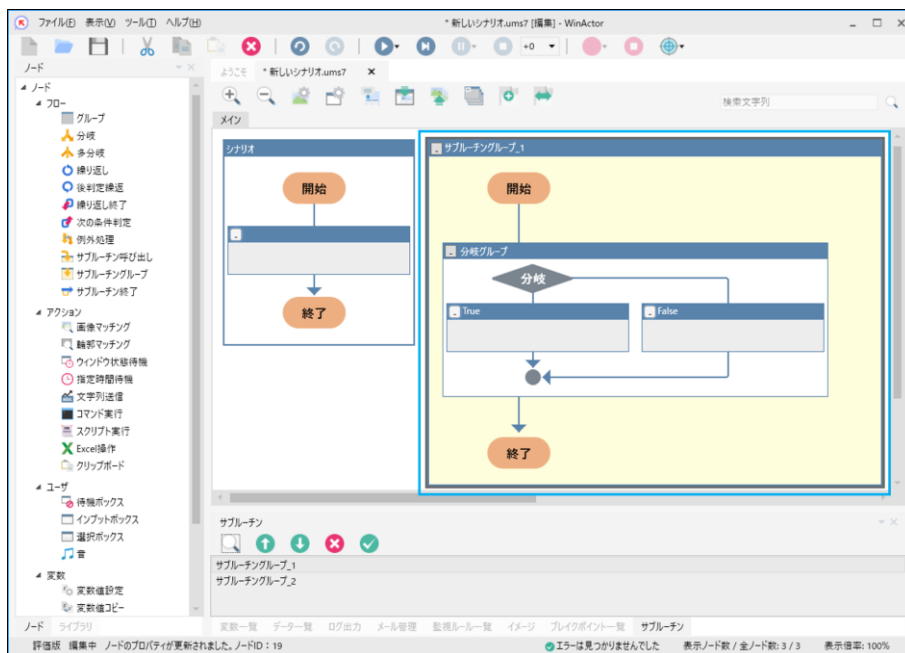 ファイル(F) 表示(V) ツール(T) ヘルプ(H)
* 新しいシナリオ.ums7 [編集] - WinActor
+0
ノード
ようこそ
* 新しいシナリオ.ums7
検索文字列
メイン
ノード
フロー
グループ
分岐
多分岐
繰り返し
後判定繰返
繰り返し終了
次の条件判定
例外処理
サブルーチン呼び出し
サブルーチングループ
サブルーチン終了
アクション
画像マッチング
輪郭マッチング
ウィンドウ状態待機
指定時間待機
文字列送信
コマンド実行
スクリプト実行
Excel操作
クリップボード
ユーザ
待機ボックス
インプットボックス
選択ボックス
音
変数
変数値設定
変数値コピー
ノード ライブラリ
シナリオ
開始
終了
サブルーチングループ_1
開始
分岐グループ
分岐
True
False
終了
サブルーチン
サブルーチングループ_1
サブルーチングループ_2
変数一覧 データ一覧 ログ出力 メール管理 監視ルール一覧 イメージ ブレイクポイント一覧 サブルーチン
評価版 編集中 ノードのプロパティが更新されました。ノードID:19
エラーは見つかりませんでした
表示ノード数 / 全ノード数: 3 / 3
表示倍率: 100%